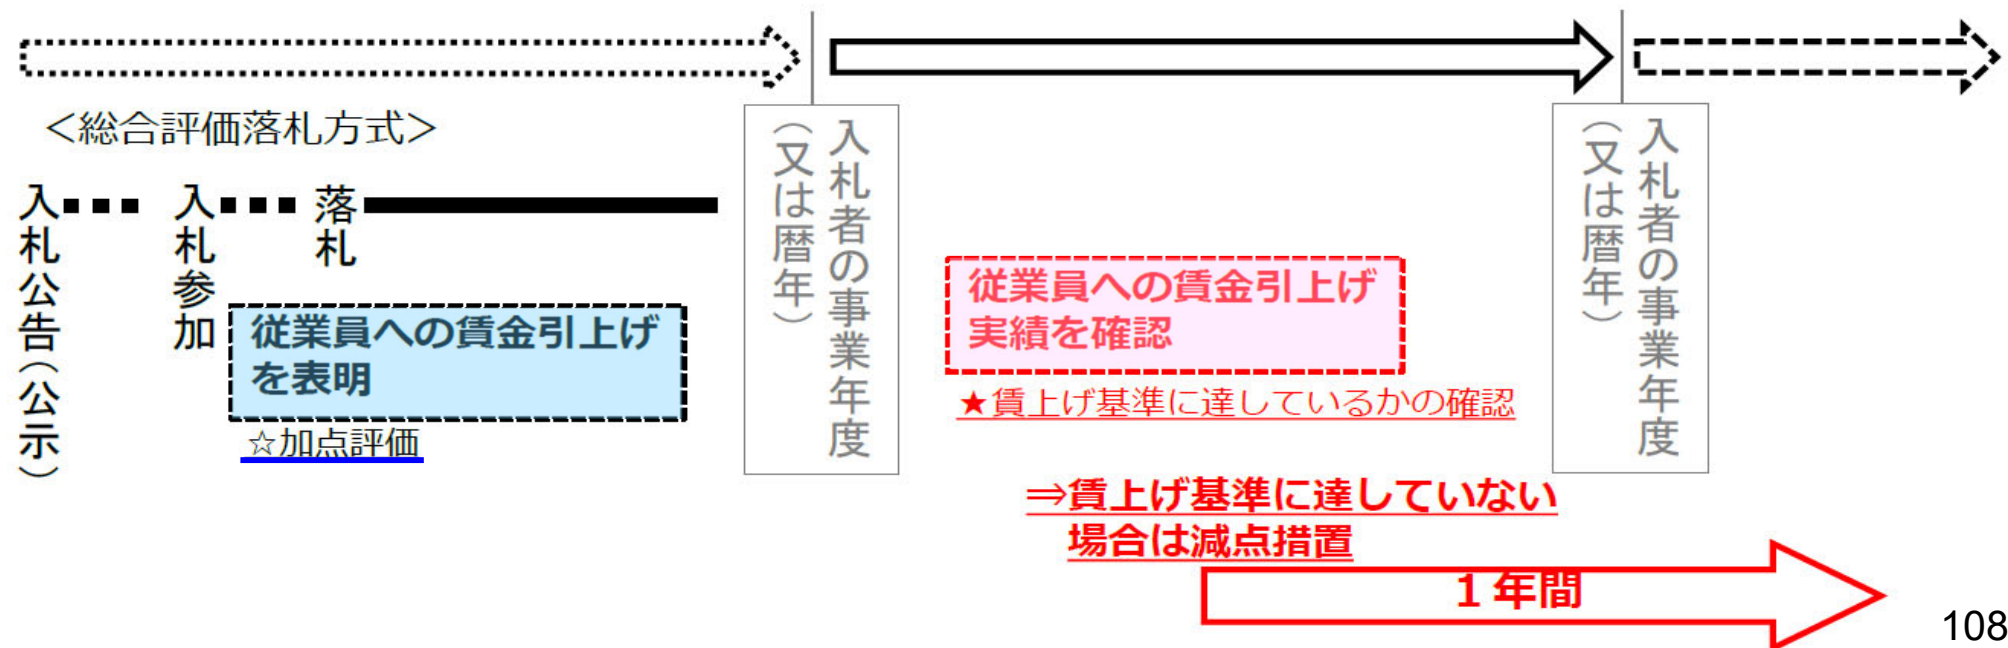 ＜総合評価落札方式＞
入札公告（公示）
入札参加
落札
従業員への賃金引上げ
を表明
☆加点評価
入札者の事業年度
（又は暦年）
従業員への賃金引上げ
実績を確認
★賃上げ基準に達しているかの確認
⇒賃上げ基準に達していない
場合は減点措置
１年間
入札者の事業年度
（又は暦年）
108